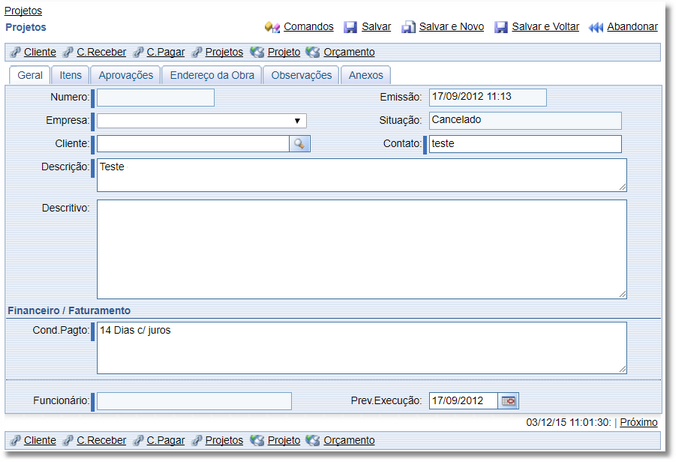 Projetos
Projetos Comandos Salvar Salvar e Novo Salvar e Voltar Abandonar
Cliente C.Receber C.Pagar Projetos Projeto Orçamento
Geral Itens Aprovações Endereço da Obra Observações Anexos
Numero: Emissão: 17/09/2012 11:13
Empresa: Situação: Cancelado
Cliente: Contato: teste
Descrição: Teste
Descritivo:
Financeiro / Faturamento
Cond.Pagto: 14 Dias c/ juros
Funcionário: Prev.Execução: 17/09/2012
03/12/15 11:01:30: | Próximo
Cliente C.Receber C.Pagar Projetos Projeto Orçamento